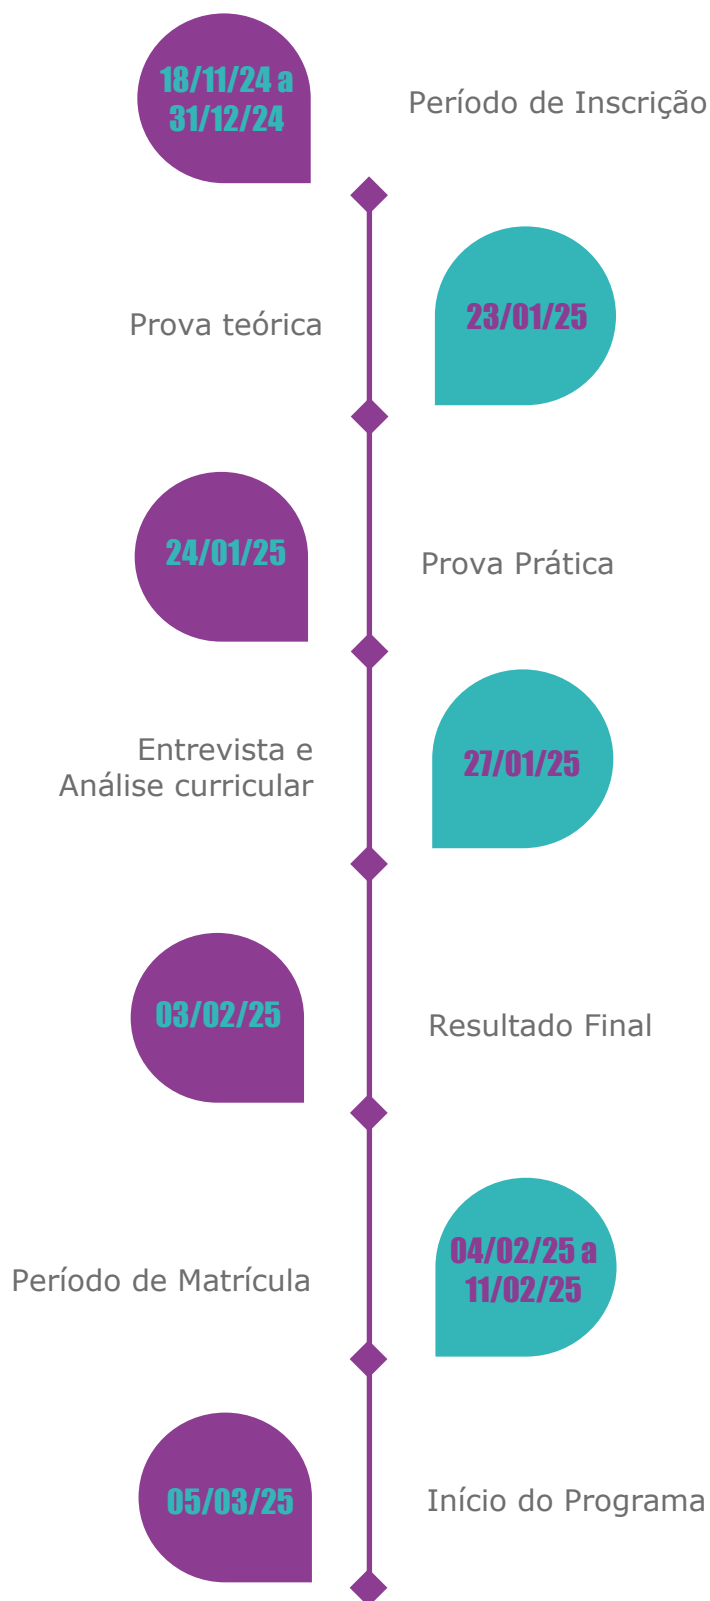 18/11/24 a
31/12/24
Período de Inscrição
Prova teórica
23/01/25
24/01/25
Prova Prática
Entrevista e
Análise curricular
27/01/25
03/02/25
Resultado Final
Período de Matrícula
04/02/25 a
11/02/25
05/03/25
Início do Programa